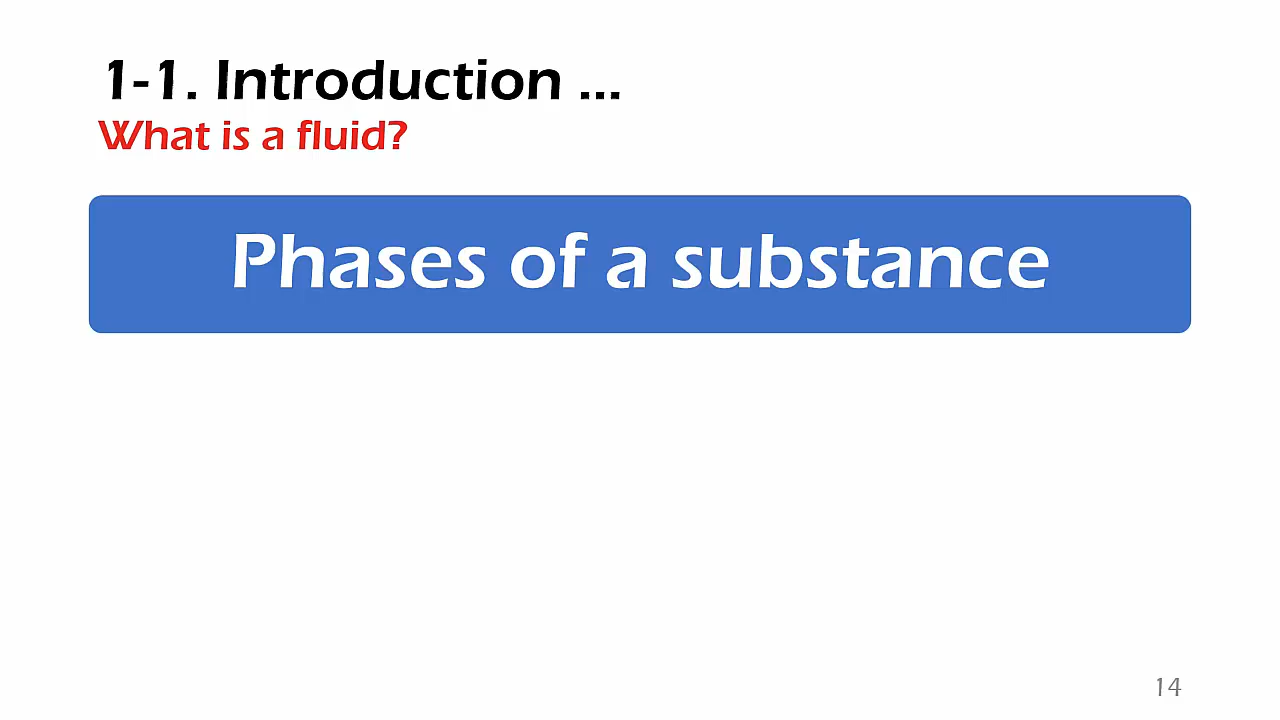 1-1. Introduction ...
What is a fluid?
Phases of a substance
14